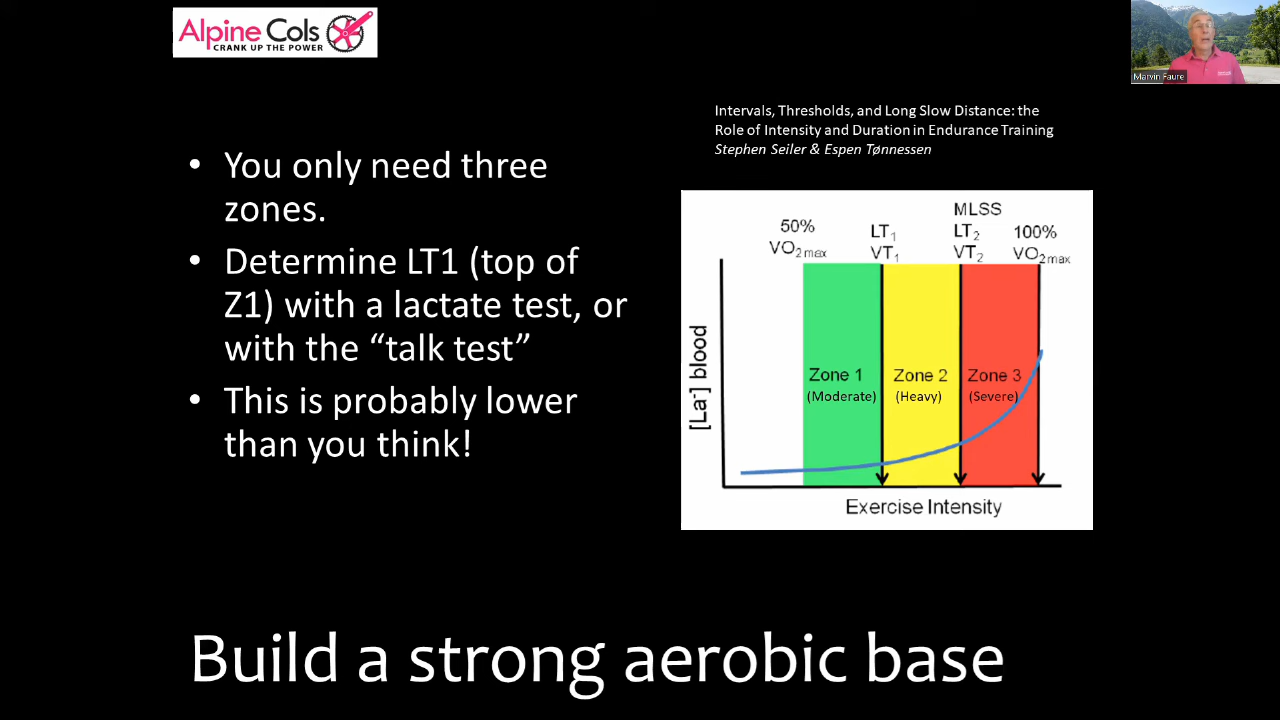 Alpine Cols
CRANK UP THE POWER
Marvin Faure
Intervals, Thresholds, and Long Slow Distance: the
Role of Intensity and Duration in Endurance Training
Stephen Seiler & Espen Tønnessen
• You only need three
zones.
• Determine LT1 (top of
Z1) with a lactate test, or
with the “talk test”
• This is probably lower
than you think!
50%
VO₂max
LT₁
VT₁
MLSS
LT₂
VT₂
100%
VO₂max
[La⁻] blood
Zone 1
(Moderate)
Zone 2
(Heavy)
Zone 3
(Severe)
Exercise Intensity
Build a strong aerobic base